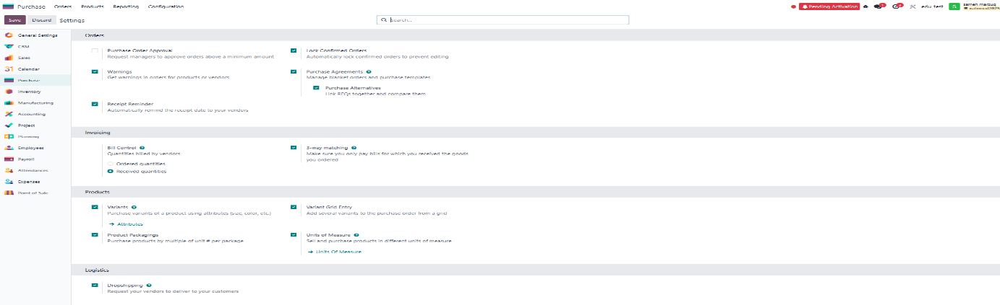 Purchase Orders Products Reporting Configuration
Pending Activation
edu-test
S
sameh marzuq
Save Discard Settings
Search...
General Settings
CRM
Sales
31 Calendar
Purchase
Inventory
Manufacturing
Accounting
Project
Planning
Employees
Payroll
Attendances
Expenses
Point of Sale
Orders
Purchase Order Approval
Request managers to approve orders above a minimum amount
Lock Confirmed Orders
Automatically lock confirmed orders to prevent editing
Warnings
Get warnings in orders for products or vendors
Purchase Agreements ?
Manage blanket orders and purchase templates
Purchase Alternatives
Link RFQs together and compare them
Receipt Reminder
Automatically remind the receipt date to your vendors
Invoicing
Bill Control ?
Quantities billed by vendors
Ordered quantities
Received quantities
3-way matching ?
Make sure you only pay bills for which you received the goods
you ordered
Products
Variants ?
Purchase variants of a product using attributes (size, color, etc.)
→ Attributes
Variant Grid Entry
Add several variants to the purchase order from a grid
Product Packagings
Purchase products by multiple of unit # per package
Units of Measure ?
Sell and purchase products in different units of measure
→ Units Of Measure
Logistics
Dropshipping ?
Request your vendors to deliver to your customers